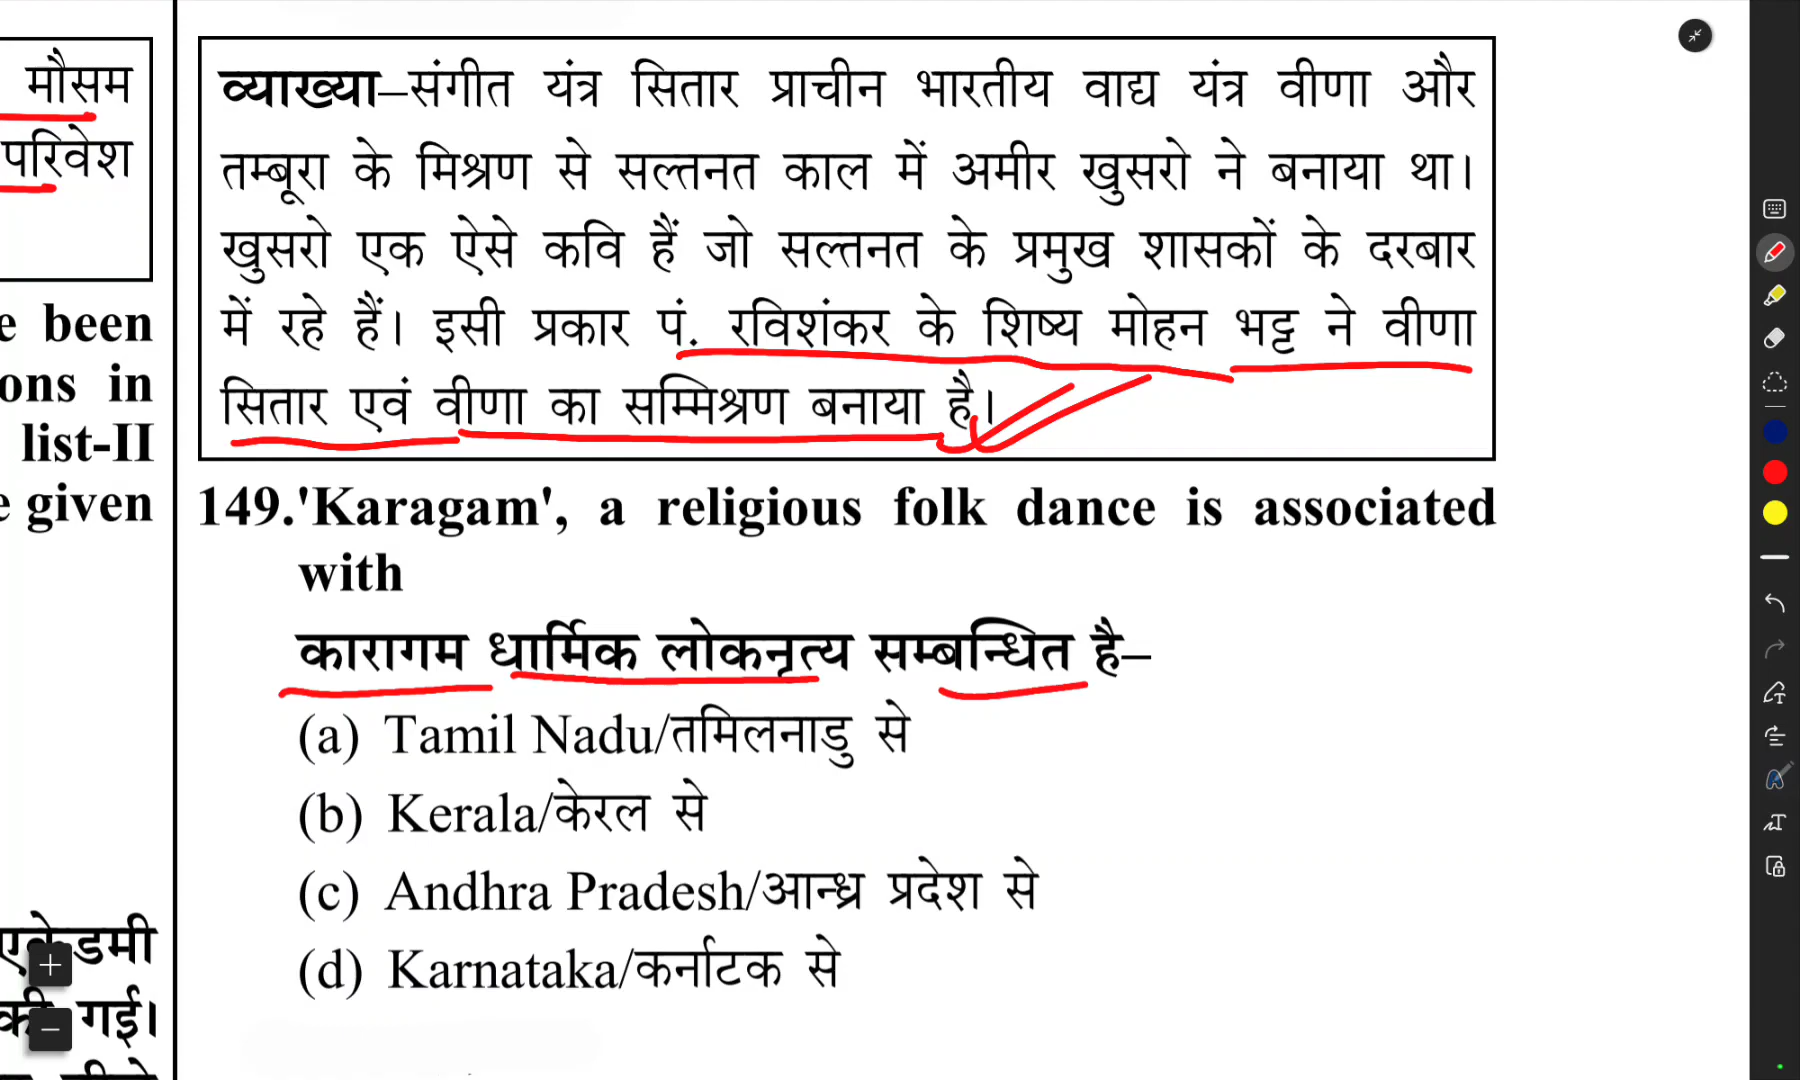 मौसम
परिवेश
e been
ons in
list-II
e given
एकेडमी
की गई।
व्याख्या–संगीत यंत्र सितार प्राचीन भारतीय वाद्य यंत्र वीणा और
तम्बूरा के मिश्रण से सल्तनत काल में अमीर खुसरो ने बनाया था।
खुसरो एक ऐसे कवि हैं जो सल्तनत के प्रमुख शासकों के दरबार
में रहे हैं। इसी प्रकार पं. रविशंकर के शिष्य मोहन भट्ट ने वीणा
सितार एवं वीणा का सम्मिश्रण बनाया है।
149.'Karagam', a religious folk dance is associated
with
कारागम धार्मिक लोकनृत्य सम्बन्धित है–
(a) Tamil Nadu/तमिलनाडु से
(b) Kerala/केरल से
(c) Andhra Pradesh/आन्ध्र प्रदेश से
(d) Karnataka/कर्नाटक से